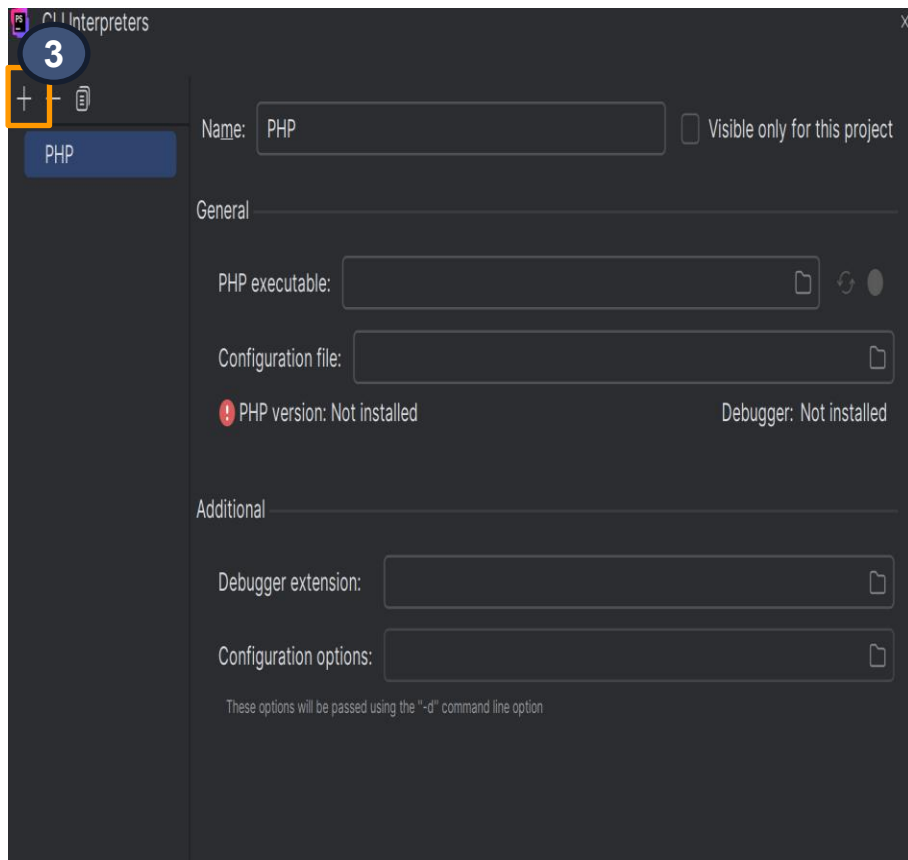 PS
CLI Interpreters
X
3
PHP
Name: PHP
Visible only for this project
General
PHP executable:
Configuration file:
PHP version: Not installed
Debugger: Not installed
Additional
Debugger extension:
Configuration options:
These options will be passed using the "-d" command line option